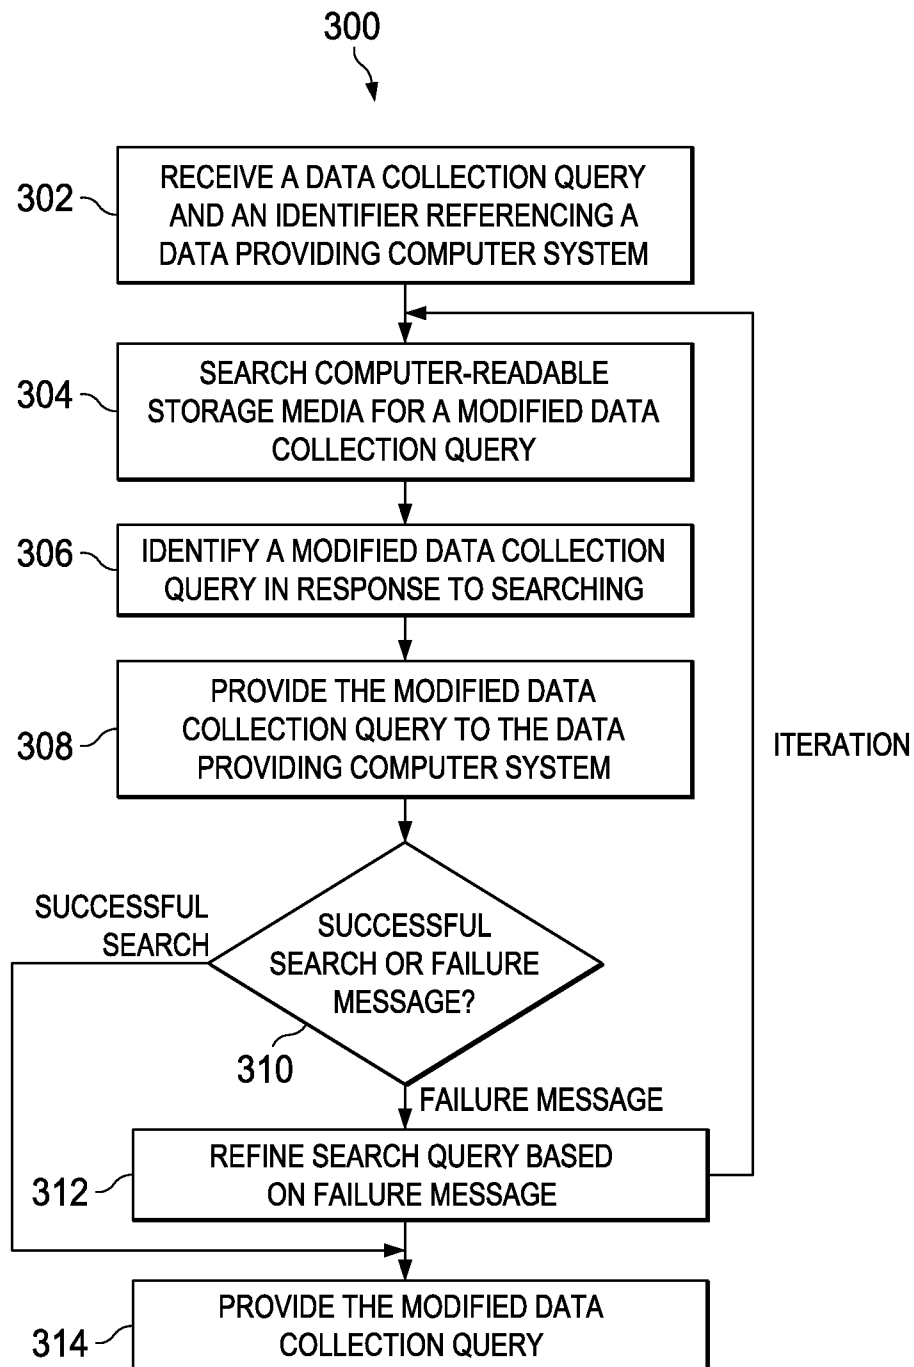 300
302
RECEIVE A DATA COLLECTION QUERY
AND AN IDENTIFIER REFERENCING A
DATA PROVIDING COMPUTER SYSTEM
304
SEARCH COMPUTER-READABLE
STORAGE MEDIA FOR A MODIFIED DATA
COLLECTION QUERY
306
IDENTIFY A MODIFIED DATA COLLECTION
QUERY IN RESPONSE TO SEARCHING
308
PROVIDE THE MODIFIED DATA
COLLECTION QUERY TO THE DATA
PROVIDING COMPUTER SYSTEM
ITERATION
SUCCESSFUL
SEARCH
SUCCESSFUL
SEARCH OR FAILURE
MESSAGE?
310
FAILURE MESSAGE
312
REFINE SEARCH QUERY BASED
ON FAILURE MESSAGE
314
PROVIDE THE MODIFIED DATA
COLLECTION QUERY